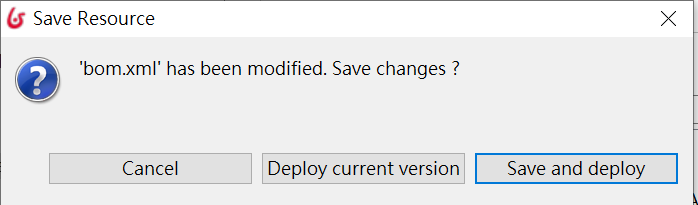 Save Resource
'bom.xml' has been modified. Save changes ?
Cancel
Deploy current version
Save and deploy